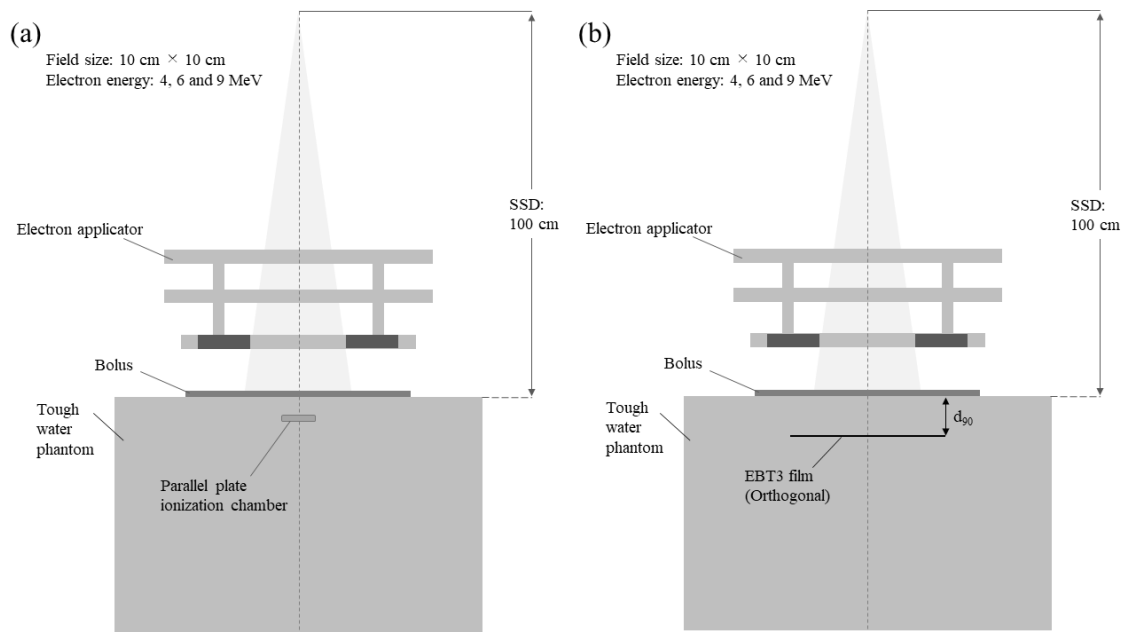 (a)
Field size: 10 cm × 10 cm
Electron energy: 4, 6 and 9 MeV
SSD:
100 cm
Electron applicator
Bolus
Tough
water
phantom
Parallel plate
ionization chamber
(b)
Field size: 10 cm × 10 cm
Electron energy: 4, 6 and 9 MeV
SSD:
100 cm
Electron applicator
Bolus
d90
Tough
water
phantom
EBT3 film
(Orthogonal)